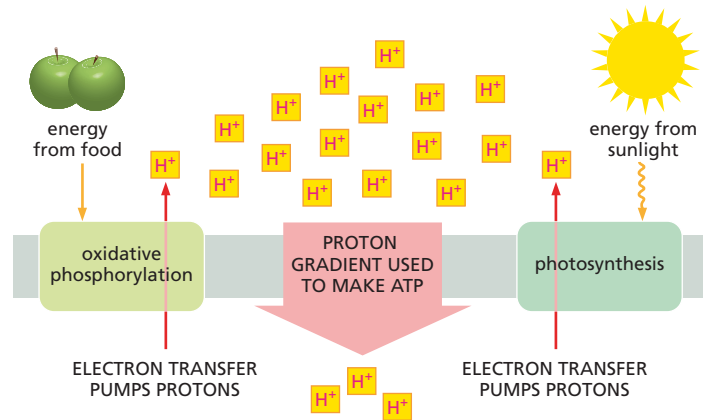 H+
H+
H+
H+
H+
H+
H+
H+
H+
H+
H+
energy
from food
energy from
sunlight
H+
H+
H+
H+
H+
H+
oxidative
phosphorylation
PROTON
GRADIENT USED
TO MAKE ATP
photosynthesis
ELECTRON TRANSFER
PUMPS PROTONS
ELECTRON TRANSFER
PUMPS PROTONS
H+
H+
H+